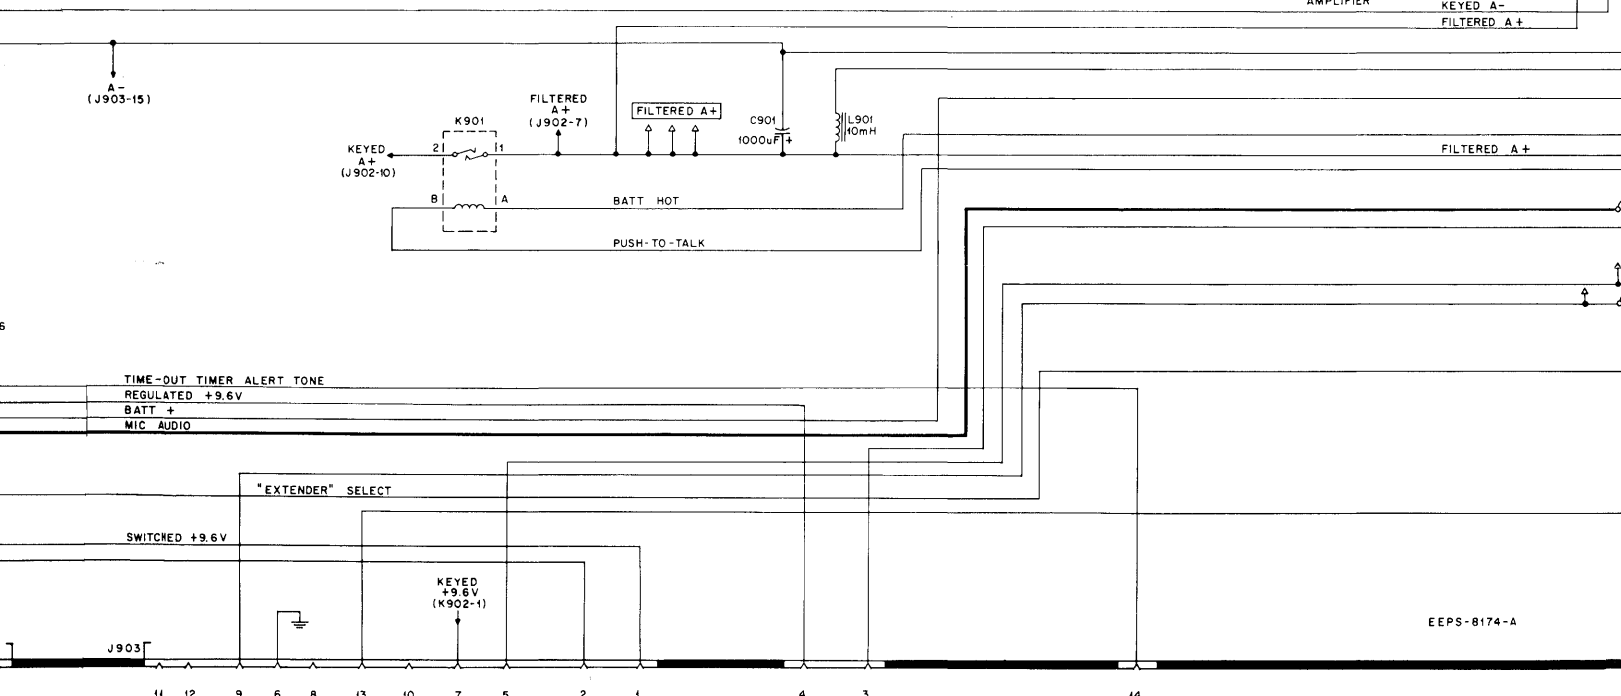 AMPLIFIER
KEYED A-
FILTERED A+
A-
(J903-15)
FILTERED
A+
(J902-7)
FILTERED A+
K901
C901
1000uF +
L901
10mH
KEYED
A+
(J902-10)
2
1
FILTERED A+
B
A
BATT HOT
PUSH-TO-TALK
6
TIME-OUT TIMER ALERT TONE
REGULATED +9.6V
BATT +
MIC AUDIO
"EXTENDER" SELECT
SWITCHED +9.6V
KEYED
+9.6V
(K902-1)
EEPS-8174-A
J903
11 12 9 6 8 13 10 7 5 2 1 4 3 14